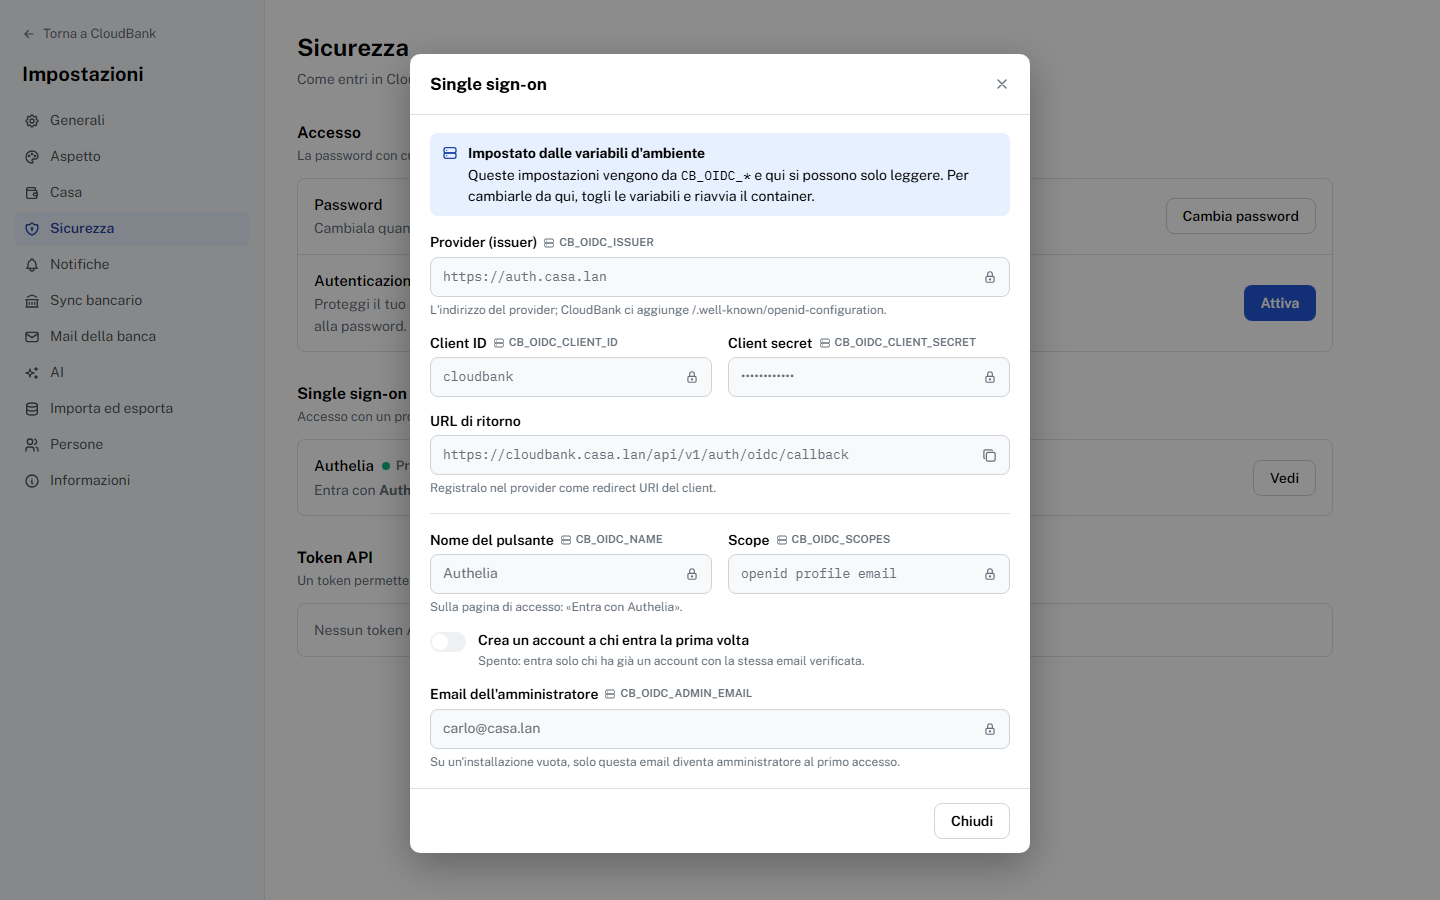 Torna a CloudBank
Impostazioni
Generali
Aspetto
Casa
Sicurezza
Notifiche
Sync bancario
Mail della banca
AI
Importa ed esporta
Persone
Informazioni
Sicurezza
Come entri in Clou
Accesso
La password con cu
Password
Cambiala quan
Cambia password
Autenticazion
Proteggi il tuo
alla password.
Attiva
Single sign-on
Accesso con un pro
Authelia Pr
Entra con Auth
Vedi
Token API
Un token permette
Nessun token A
Single sign-on
Impostato dalle variabili d'ambiente
Queste impostazioni vengono da CB_OIDC_* e qui si possono solo leggere. Per
cambiarle da qui, togli le variabili e riavvia il container.
Provider (issuer) CB_OIDC_ISSUER
https://auth.casa.lan
L'indirizzo del provider; CloudBank ci aggiunge /.well-known/openid-configuration.
Client ID CB_OIDC_CLIENT_ID
cloudbank
Client secret CB_OIDC_CLIENT_SECRET
••••••••••••
URL di ritorno
https://cloudbank.casa.lan/api/v1/auth/oidc/callback
Registralo nel provider come redirect URI del client.
Nome del pulsante CB_OIDC_NAME
Authelia
Sulla pagina di accesso: «Entra con Authelia».
Scope CB_OIDC_SCOPES
openid profile email
Crea un account a chi entra la prima volta
Spento: entra solo chi ha già un account con la stessa email verificata.
Email dell'amministratore CB_OIDC_ADMIN_EMAIL
carlo@casa.lan
Su un'installazione vuota, solo questa email diventa amministratore al primo accesso.
Chiudi